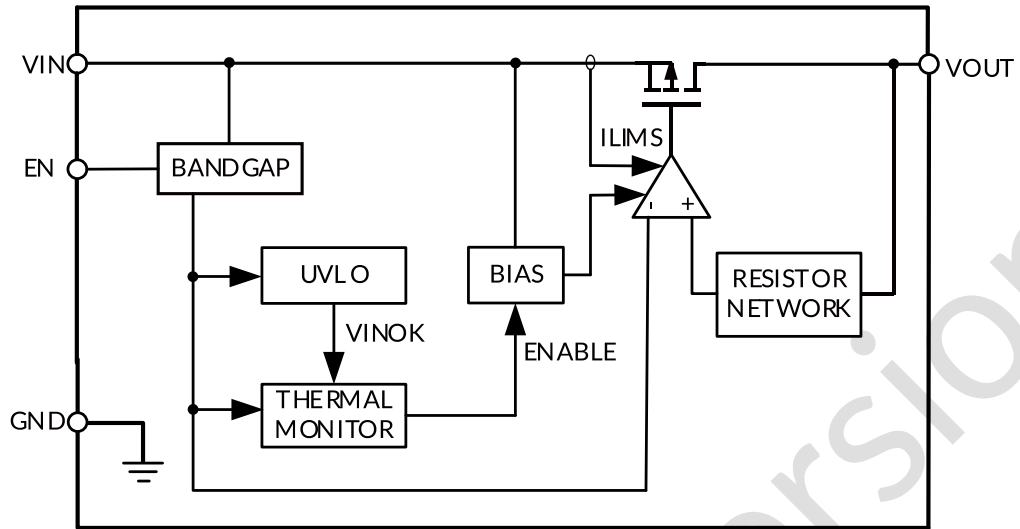 VIN
VOUT
ILIMS
EN
BANDGAP
- +
UVLO
BIAS
RESISTOR
NETWORK
VINOK
ENABLE
THERMAL
MONITOR
GND